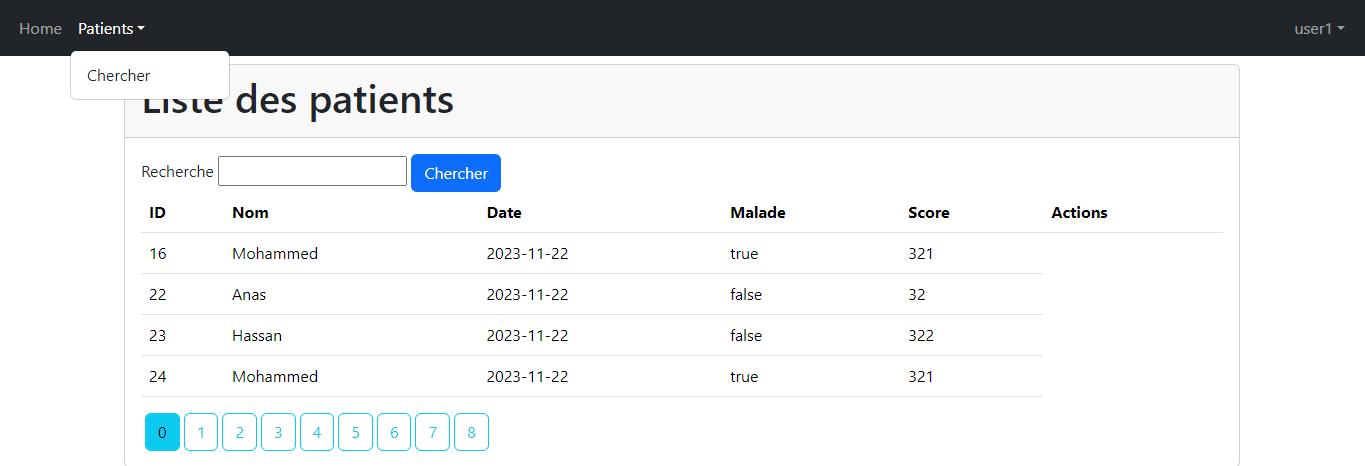 Home Patients user1
Chercher
Liste des patients
Recherche Chercher
ID Nom Date Malade Score Actions
16 Mohammed 2023-11-22 true 321
22 Anas 2023-11-22 false 32
23 Hassan 2023-11-22 false 322
24 Mohammed 2023-11-22 true 321
0 1 2 3 4 5 6 7 8